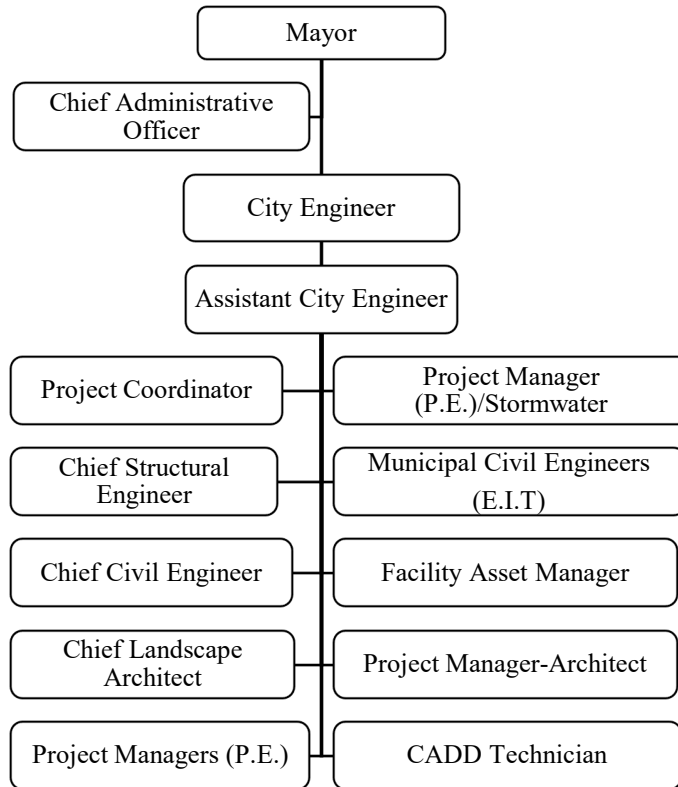 Mayor
Chief Administrative
Officer
City Engineer
Assistant City Engineer
Project Coordinator
Project Manager
(P.E.)/Stormwater
Chief Structural
Engineer
Municipal Civil Engineers
(E.I.T)
Chief Civil Engineer
Facility Asset Manager
Chief Landscape
Architect
Project Manager-Architect
Project Managers (P.E.)
CADD Technician